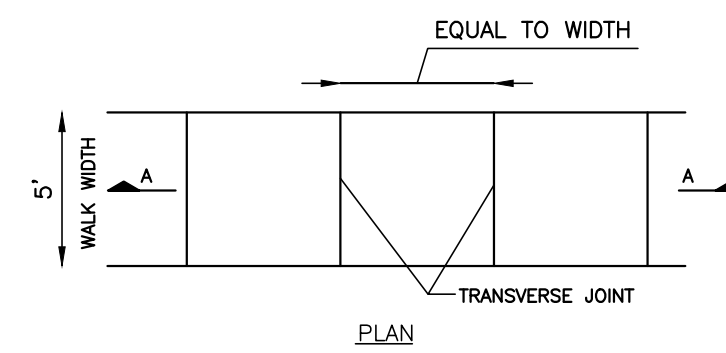 EQUAL TO WIDTH
5'
WALK WIDTH
A
A
TRANSVERSE JOINT
PLAN